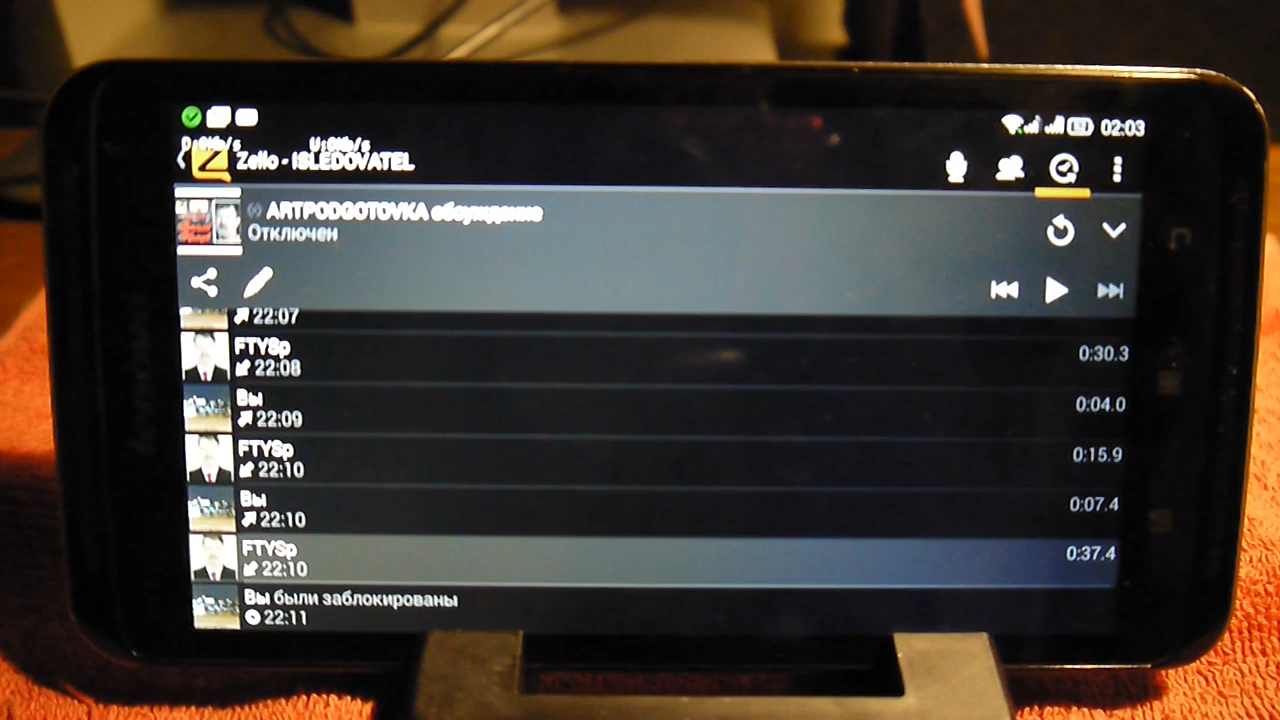 02:03
D:0Kb/s U:0Kb/s
Zello - ISLEDOVATEL
ARTPODGOTOVKA обсуждение
Отключен
22:07
FTYSp
22:08
0:30.3
Вы
22:09
0:04.0
FTYSp
22:10
0:15.9
Вы
22:10
0:07.4
FTYSp
22:10
0:37.4
Вы были заблокированы
22:11